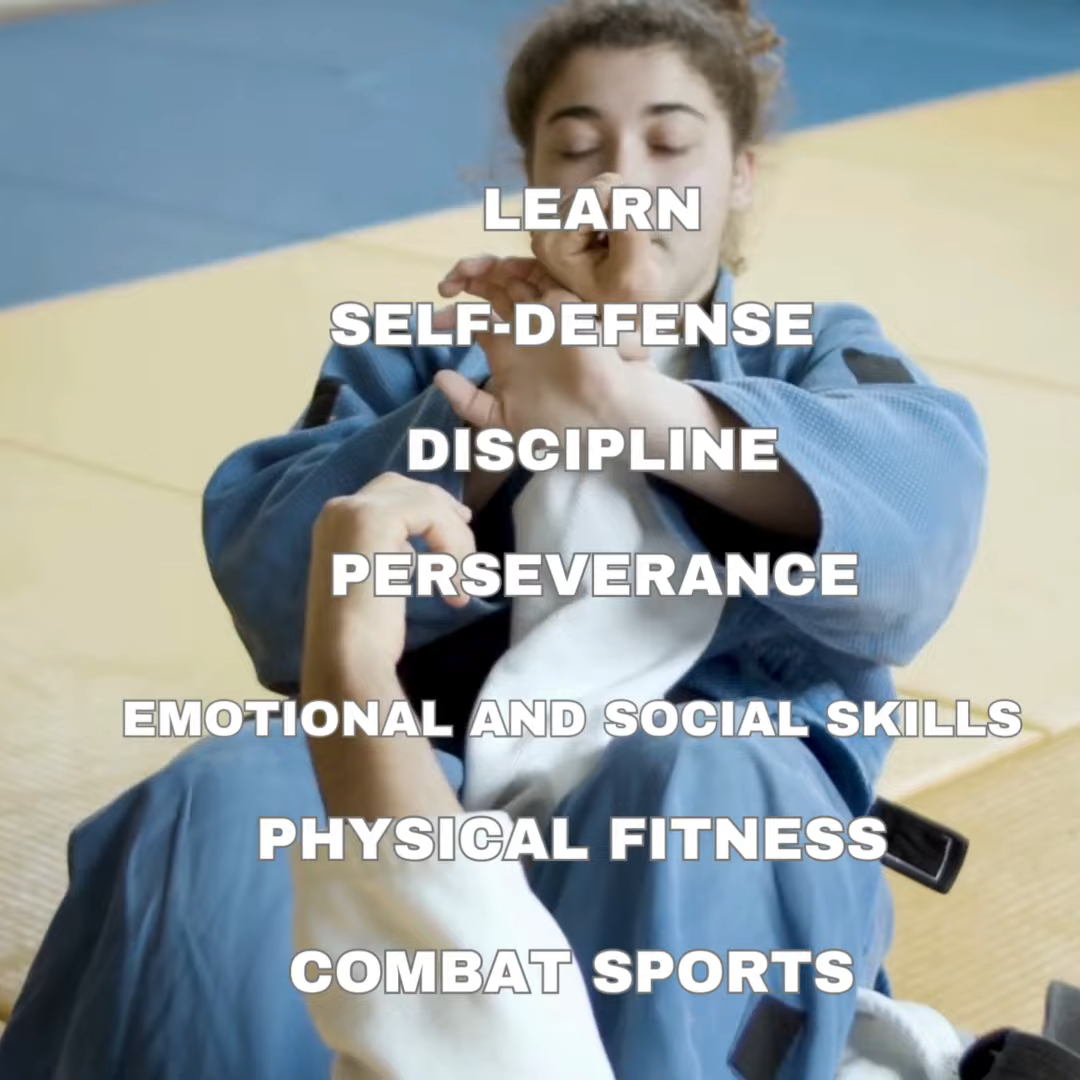 LEARN
SELF-DEFENSE
DISCIPLINE
PERSEVERANCE
EMOTIONAL AND SOCIAL SKILLS
PHYSICAL FITNESS
COMBAT SPORTS